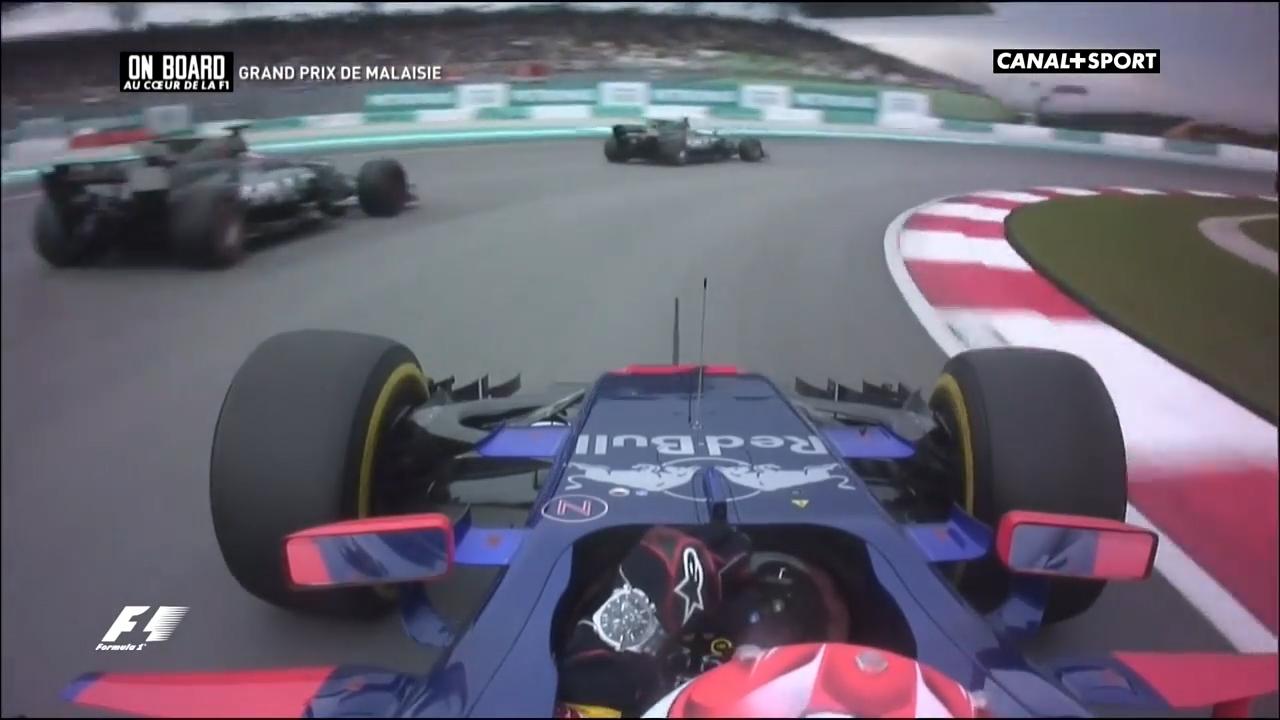 ON BOARD
AU CŒUR DE LA F1
GRAND PRIX DE MALAISIE
CANAL+SPORT
Red Bull
N
F1
Formula 1